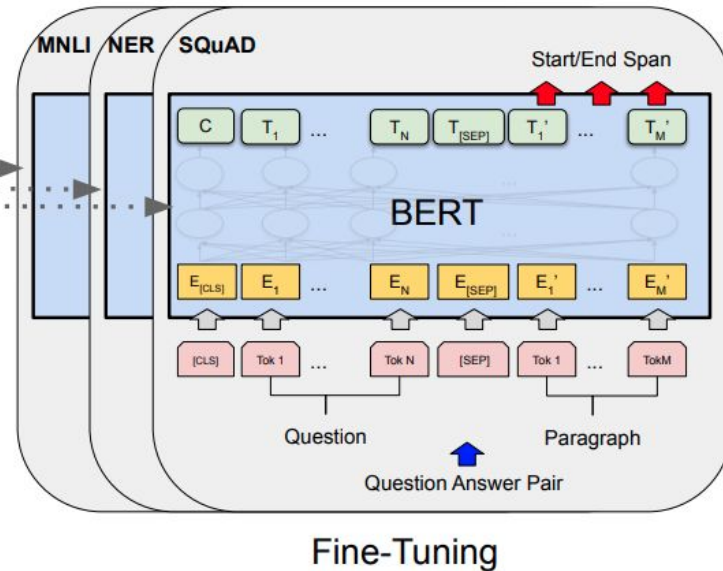 MNLI NER SQuAD
Start/End Span
C T1 ... TN T[SEP] T1' ... TM'
BERT
E[CLS] E1 ... EN E[SEP] E1' ... EM'
[CLS] Tok 1 ... Tok N [SEP] Tok 1 ... TokM
Question Paragraph
Question Answer Pair
Fine-Tuning